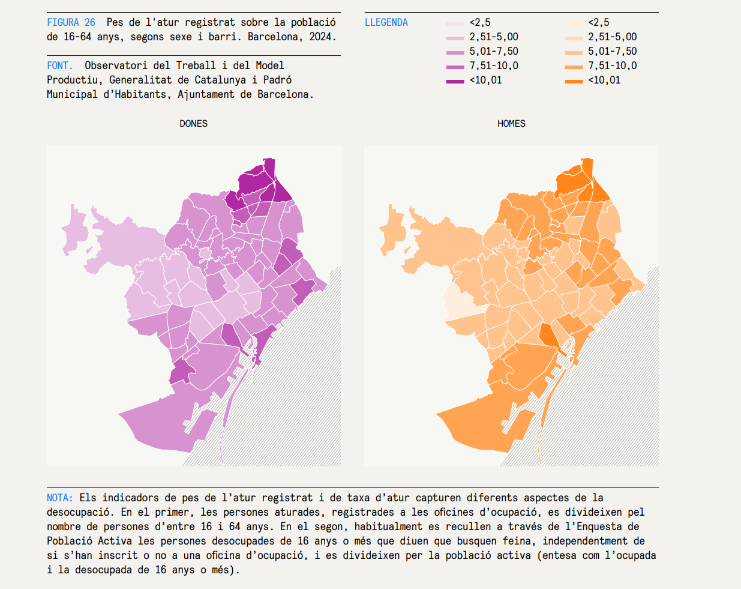 FIGURA 26 Pes de l'atur registrat sobre la població
de 16-64 anys, segons sexe i barri. Barcelona, 2024.
FONT. Observatori del Treball i del Model
Productiu, Generalitat de Catalunya i Padró
Municipal d'Habitants, Ajuntament de Barcelona.
LLEGENDA
<2,5 <2,5
2,51-5,00 2,51-5,00
5,01-7,50 5,01-7,50
7,51-10,0 7,51-10,0
<10,01 <10,01
DONES HOMES
NOTA: Els indicadors de pes de l'atur registrat i de taxa d'atur capturen diferents aspectes de la
desocupació. En el primer, les persones aturades, registrades a les oficines d'ocupació, es divideixen pel
nombre de persones d'entre 16 i 64 anys. En el segon, habitualment es recullen a través de l'Enquesta de
Població Activa les persones desocupades de 16 anys o més que diuen que busquen feina, independentment de
si s'han inscrit o no a una oficina d'ocupació, i es divideixen per la població activa (entesa com l'ocupada
i la desocupada de 16 anys o més).